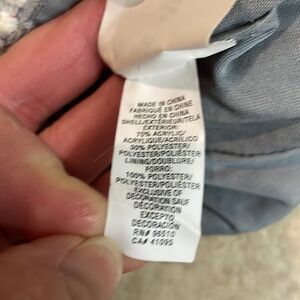 MADE IN CHINA
FABRIQUÉ EN CHINE
HECHO EN CHINA
SHELL/EXTÉRIEUR/TELA
EXTERIOR:
70% ACRYLIC/
ACRYLIQUE/ACRÍLICO
30% POLYESTER/
POLYESTER/POLIÉSTER
LINING/DOUBLURE/
FORRO:
100% POLYESTER/
POLYESTER/POLIÉSTER
EXCLUSIVE OF
DECORATION SAUF
DÉCORATION
EXCEPTO
DECORACIÓN
RN# 96510
CA# 41595